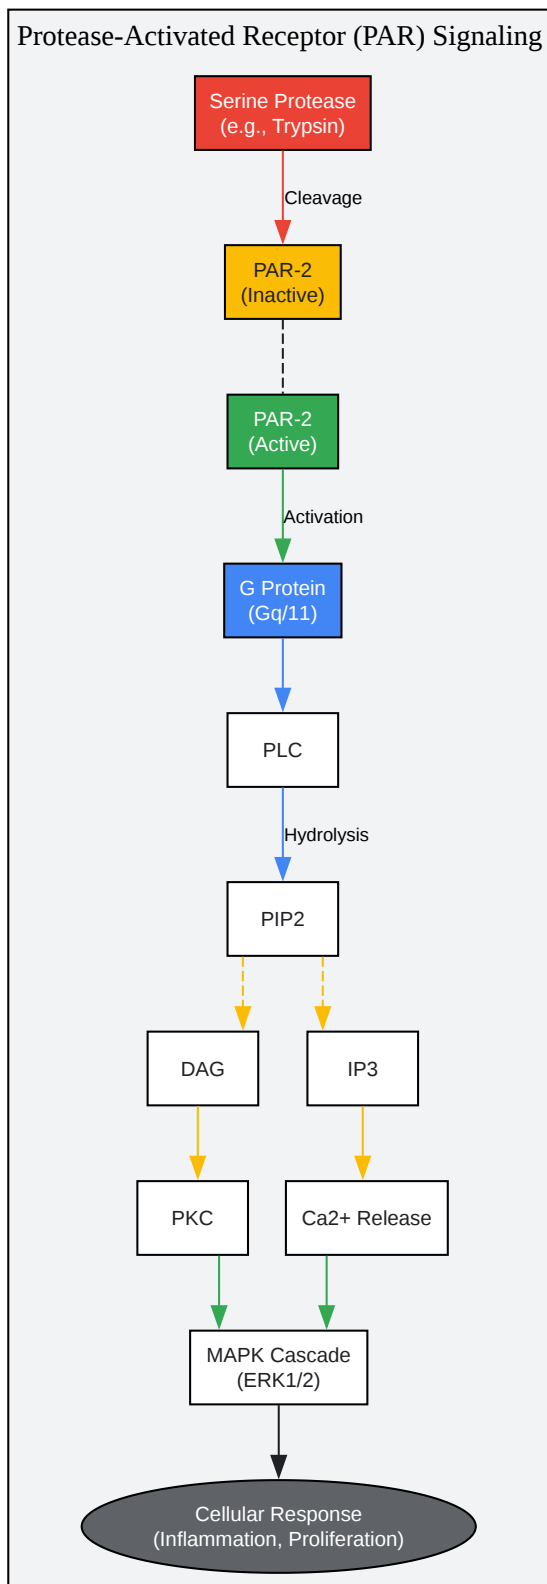 Protease-Activated Receptor (PAR) Signaling
Serine Protease
(e.g., Trypsin)
Cleavage
PAR-2
(Inactive)
PAR-2
(Active)
Activation
G Protein
(Gq/11)
PLC
Hydrolysis
PIP2
DAG
IP3
PKC
Ca2+ Release
MAPK Cascade
(ERK1/2)
Cellular Response
(Inflammation, Proliferation)